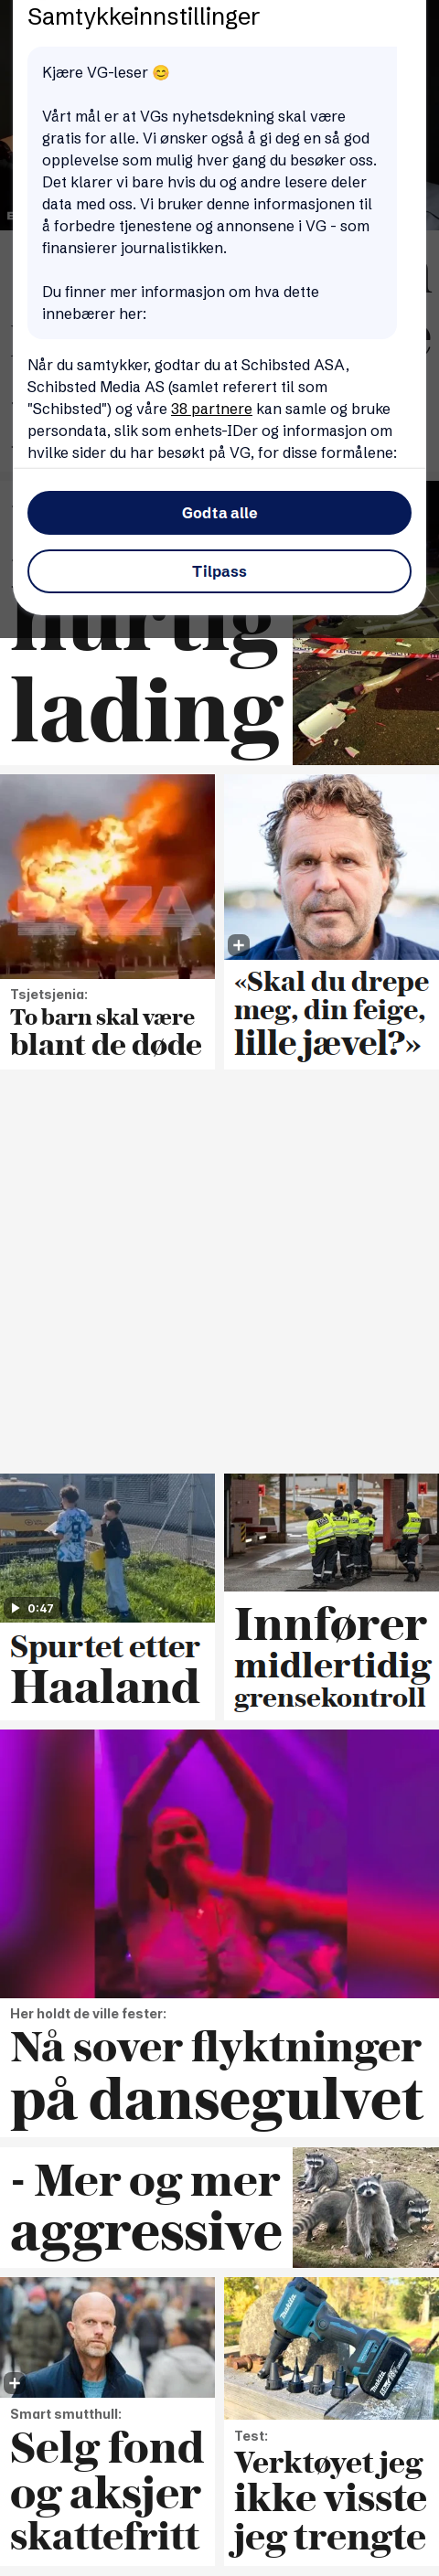 Samtykkeinnstillinger
Kjære VG-leser 😊
Vårt mål er at VGs nyhetsdekning skal være
gratis for alle. Vi ønsker også å gi deg en så god
opplevelse som mulig hver gang du besøker oss.
Det klarer vi bare hvis du og andre lesere deler
data med oss. Vi bruker denne informasjonen til
å forbedre tjenestene og annonsene i VG - som
finansierer journalistikken.
Du finner mer informasjon om hva dette
innebærer her:
Når du samtykker, godtar du at Schibsted ASA,
Schibsted Media AS (samlet referert til som
"Schibsted") og våre 38 partnere kan samle og bruke
persondata, slik som enhets-IDer og informasjon om
hvilke sider du har besøkt på VG, for disse formålene:
Godta alle
Tilpass
hurtig
lading
BAZA
Tsjetsjenia:
To barn skal være
blant de døde
«Skal du drepe
meg, din feige,
lille jævel?»
0:47
Spurtet etter
Haaland
Innfører
midlertidig
grensekontroll
Her holdt de ville fester:
Nå sover flyktninger
på dansegulvet
- Mer og mer
aggressive
Smart smutthull:
Selg fond
og aksjer
skattefritt
makita
makita
Test:
Verktøyet jeg
ikke visste
jeg trengte